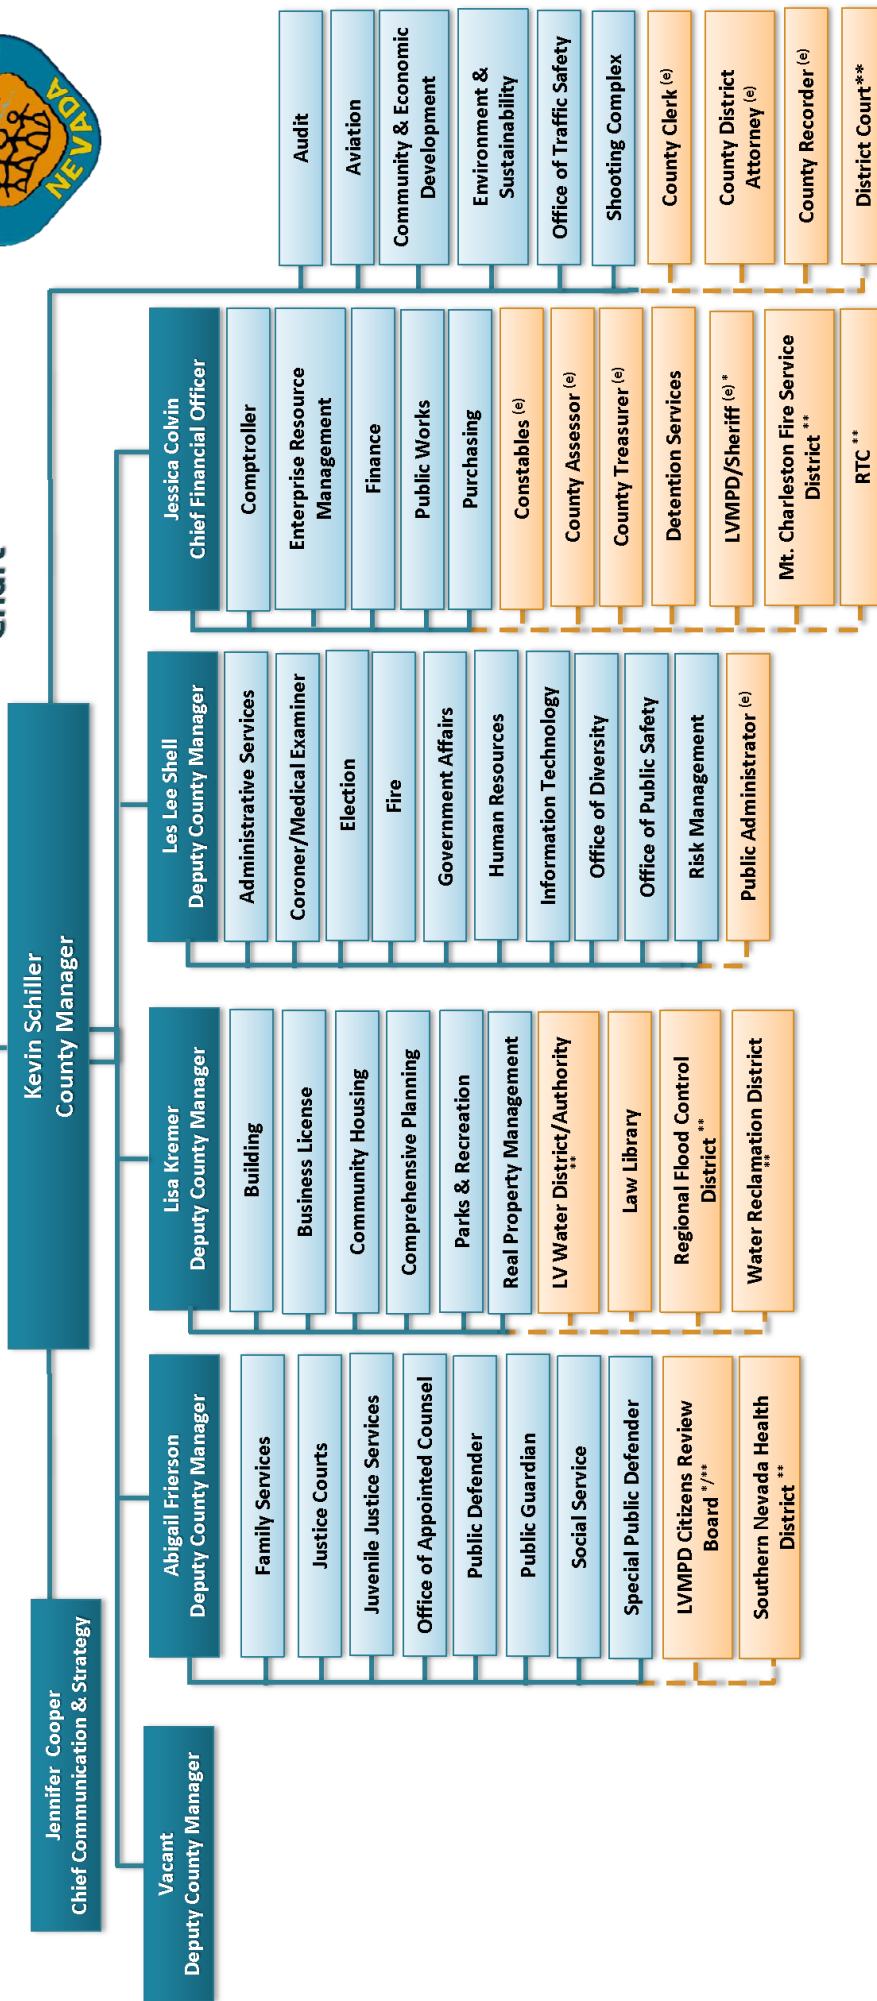 NEVADA
Chart
Kevin Schiller
County Manager
Jennifer Cooper
Chief Communication & Strategy
Vacant
Deputy County Manager
Abigail Frierson
Deputy County Manager
Family Services
Justice Courts
Juvenile Justice Services
Office of Appointed Counsel
Public Defender
Public Guardian
Social Service
Special Public Defender
LVMPD Citizens Review
Board */**
Southern Nevada Health
District **
Lisa Kremer
Deputy County Manager
Building
Business License
Community Housing
Comprehensive Planning
Parks & Recreation
Real Property Management
LV Water District/Authority
**
Law Library
Regional Flood Control
District **
Water Reclamation District
**
Les Lee Shell
Deputy County Manager
Administrative Services
Coroner/Medical Examiner
Election
Fire
Government Affairs
Human Resources
Information Technology
Office of Diversity
Office of Public Safety
Risk Management
Public Administrator (e)
Jessica Colvin
Chief Financial Officer
Comptroller
Enterprise Resource
Management
Finance
Public Works
Purchasing
Constables (e)
County Assessor (e)
County Treasurer (e)
Detention Services
LVMPD/Sheriff (e) *
Mt. Charleston Fire Service
District **
RTC **
Audit
Aviation
Community & Economic
Development
Environment &
Sustainability
Office of Traffic Safety
Shooting Complex
County Clerk (e)
County District
Attorney (e)
County Recorder (e)
District Court**